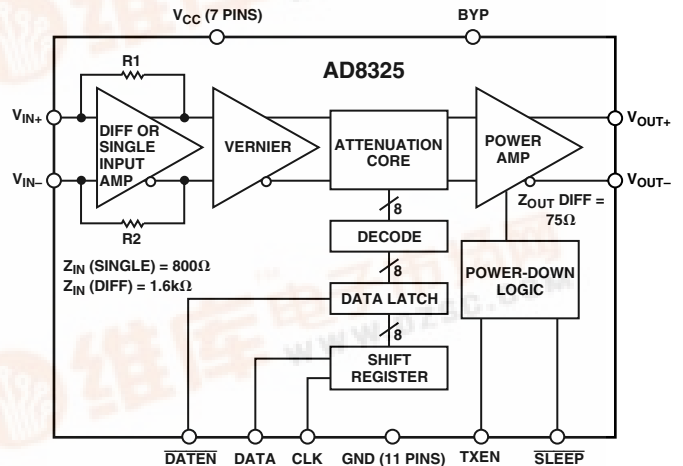 VCC (7 PINS)
BYP
R1
AD8325
VIN+
VOUT+
DIFF OR
SINGLE
INPUT
AMP
VERNIER
ATTENUATION
CORE
POWER
AMP
VIN–
VOUT–
8
ZOUT DIFF =
75Ω
R2
DECODE
ZIN (SINGLE) = 800Ω
ZIN (DIFF) = 1.6kΩ
8
POWER-DOWN
LOGIC
DATA LATCH
8
SHIFT
REGISTER
DATEN
DATA
CLK
GND (11 PINS)
TXEN
SLEEP